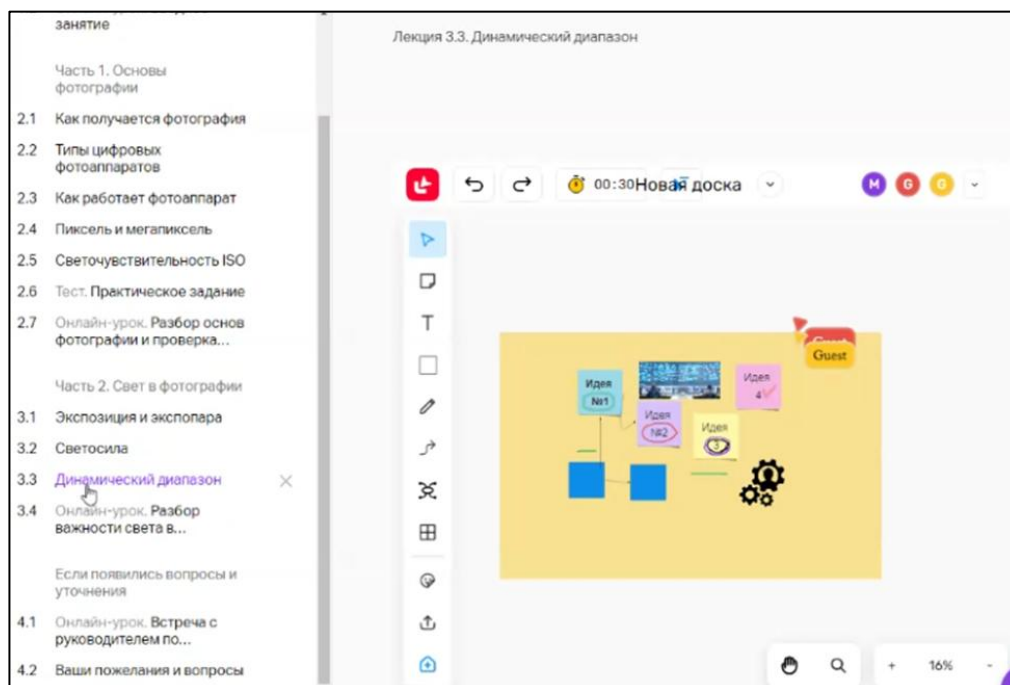 занятие
Часть 1. Основы
фотографии
2.1 Как получается фотография
2.2 Типы цифровых
фотоаппаратов
2.3 Как работает фотоаппарат
2.4 Пиксель и мегапиксель
2.5 Светочувствительность ISO
2.6 Тест. Практическое задание
2.7 Онлайн-урок. Разбор основ
фотографии и проверка...
Часть 2. Свет в фотографии
3.1 Экспозиция и экспопара
3.2 Светосила
3.3 Динамический диапазон
3.4 Онлайн-урок. Разбор
важности света в...
Если появились вопросы и
уточнения
4.1 Онлайн-урок. Встреча с
руководителем по...
4.2 Ваши пожелания и вопросы
Лекция 3.3. Динамический диапазон
00:30 Новая доска
M G G
T
Guest
Идея
№1
Идея
№2
Идея
3
Идея
4
+ 16% -